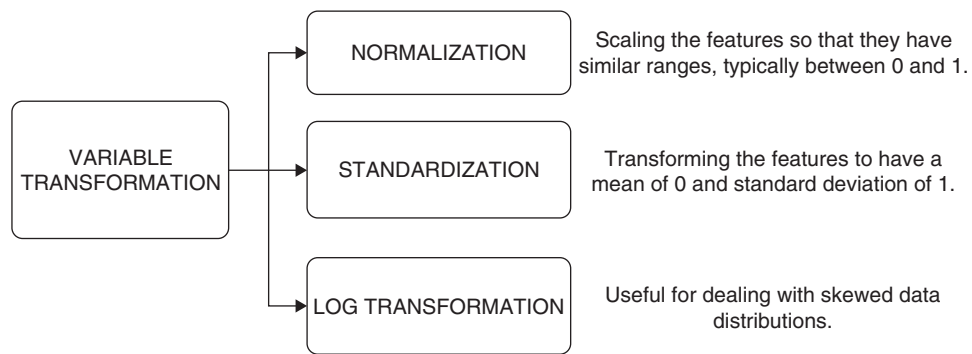 NORMALIZATION
Scaling the features so that they have
similar ranges, typically between 0 and 1.
VARIABLE
TRANSFORMATION
STANDARDIZATION
Transforming the features to have a
mean of 0 and standard deviation of 1.
LOG TRANSFORMATION
Useful for dealing with skewed data
distributions.